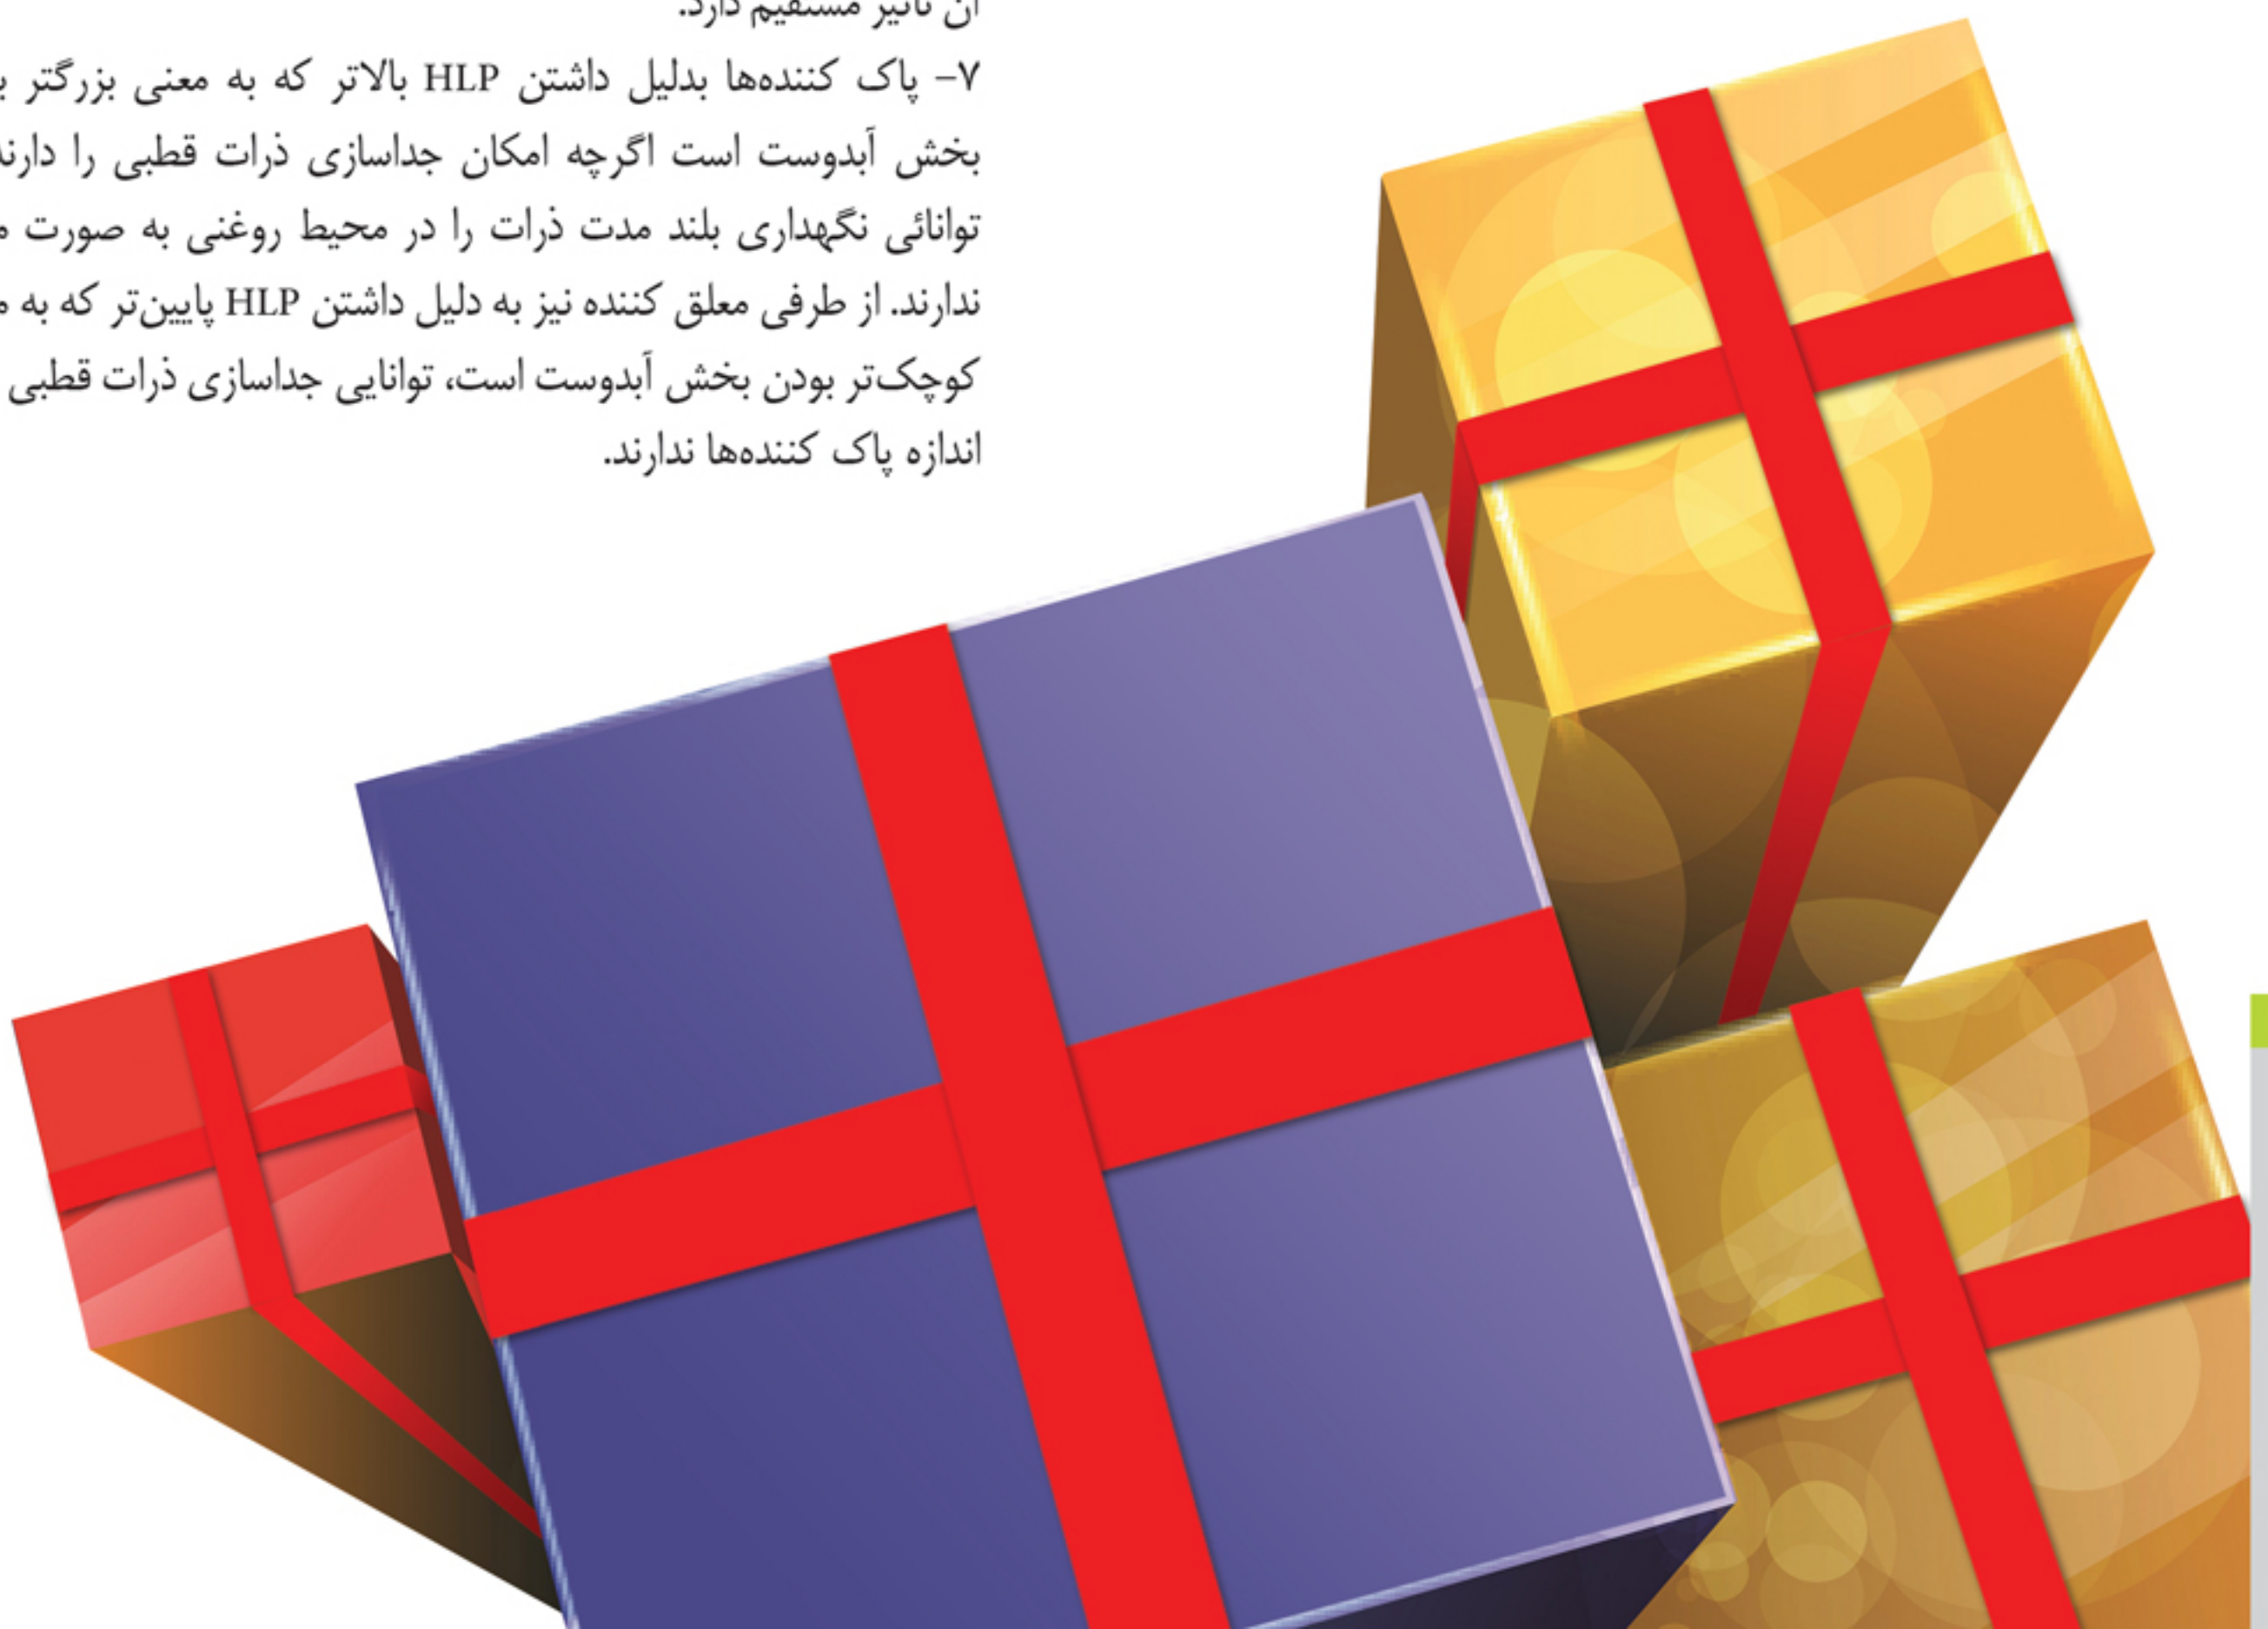 آن تأثیر مستقیم دارد.
۷- پاک کننده‌ها بدلیل داشتن HLP بالاتر که به معنی بزرگتر
بخش آبدوست است اگرچه امکان جداسازی ذرات قطبی را دارند
توانائی نگهداری بلند مدت ذرات را در محیط روغنی به صورت
ندارند. از طرفی معلق کننده نیز به دلیل داشتن HLP پایین‌تر که به
کوچک‌تر بودن بخش آبدوست است، توانایی جداسازی ذرات قطبی
اندازه پاک کننده‌ها ندارند.